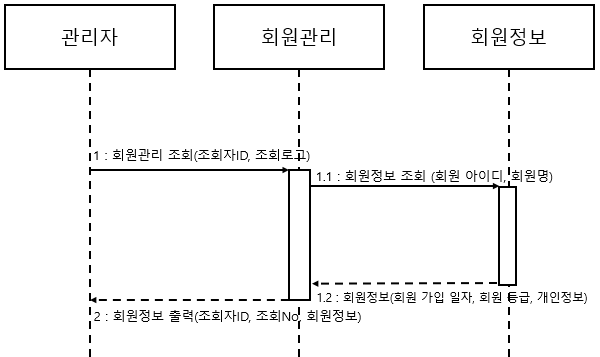 관리자
회원관리
회원정보
1 : 회원관리 조회(조회자ID, 조회로그)
1.1 : 회원정보 조회 (회원 아이디, 회원명)
1.2 : 회원정보(회원 가입 일자, 회원 등급, 개인정보)
2 : 회원정보 출력(조회자ID, 조회No, 회원정보)